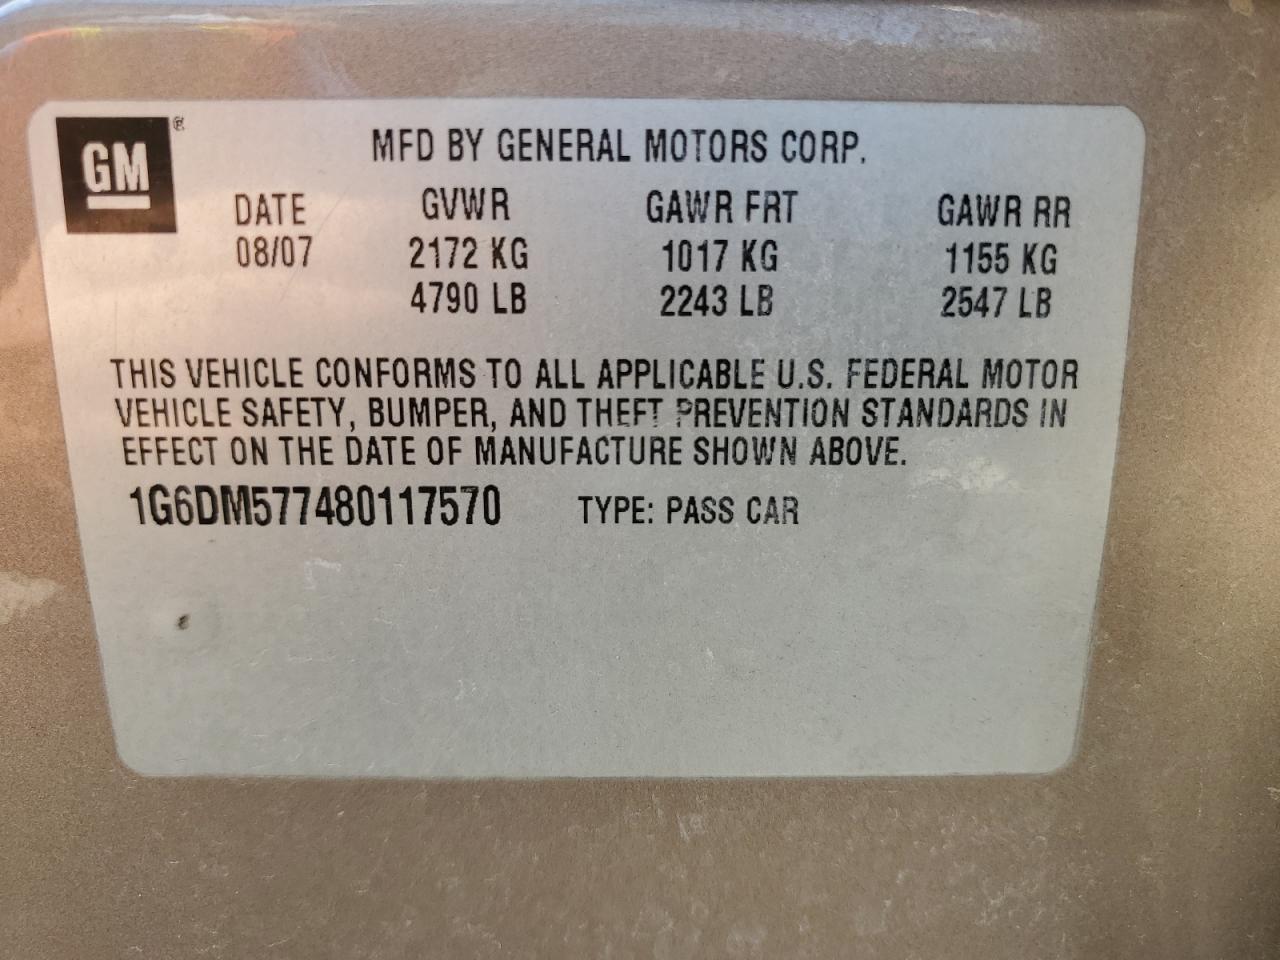 GM ®
MFD BY GENERAL MOTORS CORP.
DATE GVWR GAWR FRT GAWR RR
08/07 2172 KG 1017 KG 1155 KG
4790 LB 2243 LB 2547 LB
THIS VEHICLE CONFORMS TO ALL APPLICABLE U.S. FEDERAL MOTOR
VEHICLE SAFETY, BUMPER, AND THEFT PREVENTION STANDARDS IN
EFFECT ON THE DATE OF MANUFACTURE SHOWN ABOVE.
1G6DM577480117570 TYPE: PASS CAR